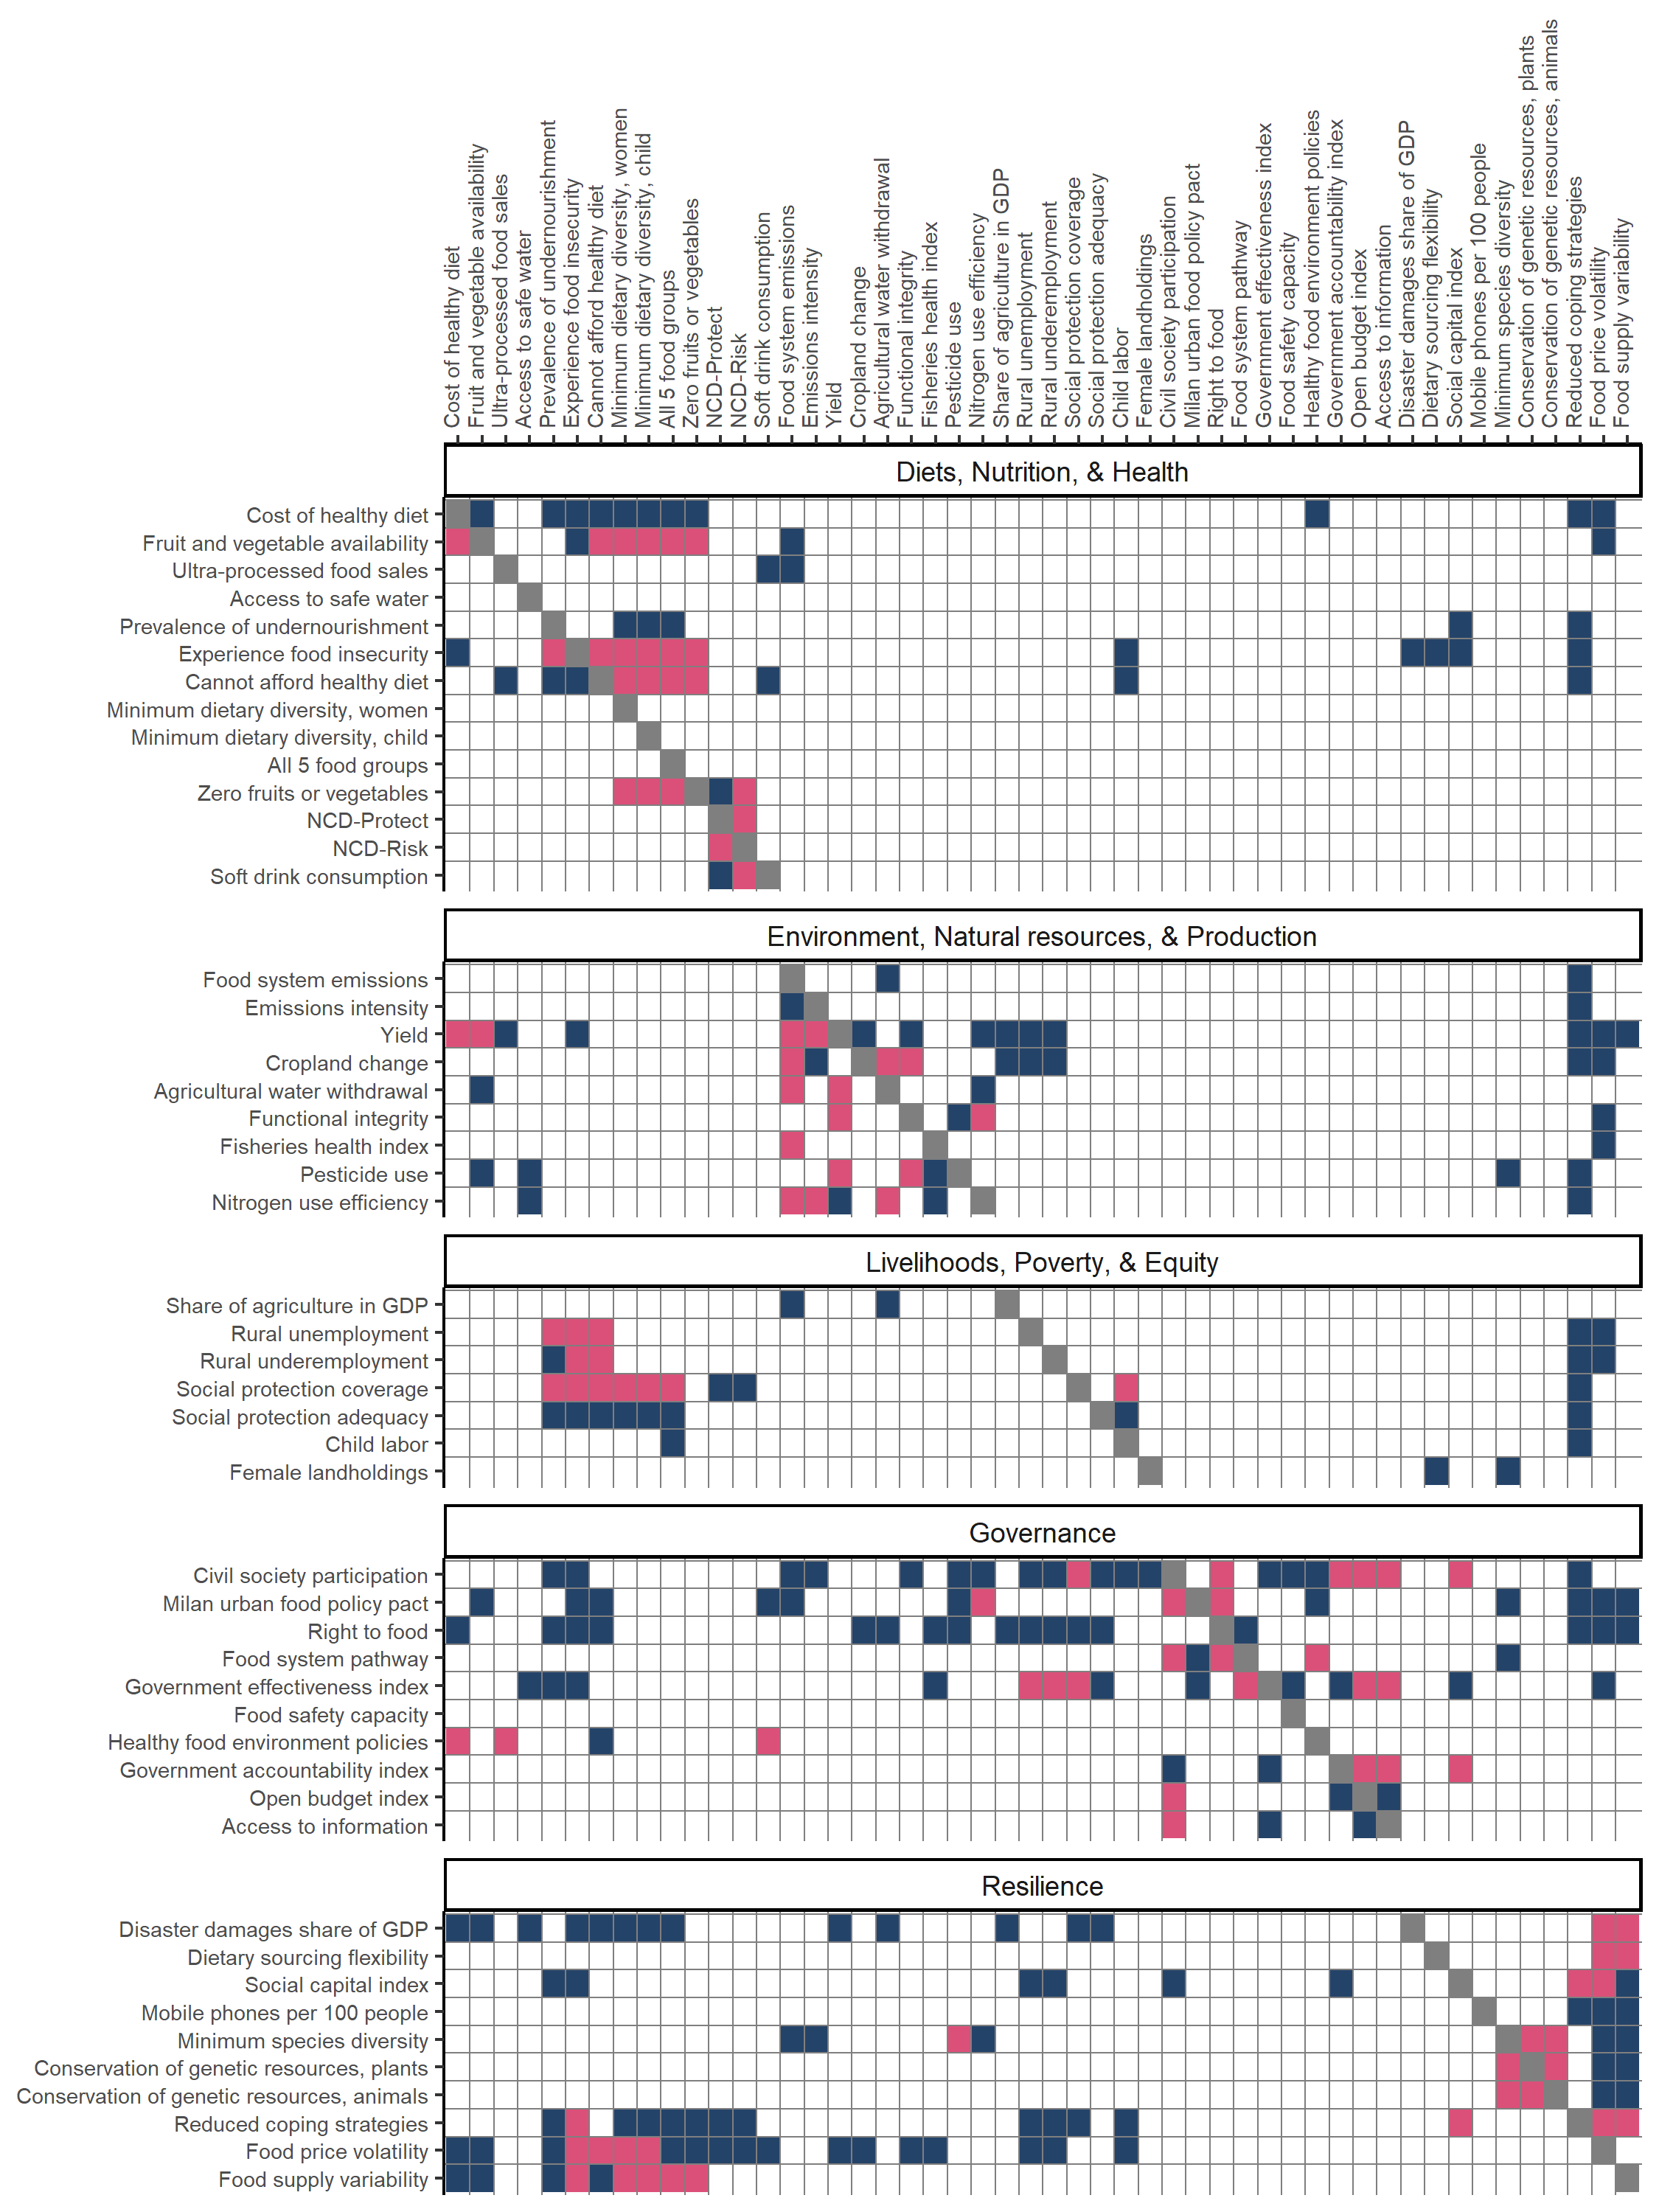 Cost of healthy diet
Fruit and vegetable availability
Ultra-processed food sales
Access to safe water
Prevalence of undernourishment
Experience food insecurity
Cannot afford healthy diet
Minimum dietary diversity, women
Minimum dietary diversity, child
All 5 food groups
Zero fruits or vegetables
NCD-Protect
NCD-Risk
Soft drink consumption
Food system emissions
Emissions intensity
Yield
Cropland change
Agricultural water withdrawal
Functional integrity
Fisheries health index
Pesticide use
Nitrogen use efficiency
Share of agriculture in GDP
Rural unemployment
Rural underemployment
Social protection coverage
Social protection adequacy
Child labor
Female landholdings
Civil society participation
Milan urban food policy pact
Right to food
Food system pathway
Government effectiveness index
Food safety capacity
Healthy food environment policies
Government accountability index
Open budget index
Access to information
Disaster damages share of GDP
Dietary sourcing flexibility
Social capital index
Mobile phones per 100 people
Minimum species diversity
Conservation of genetic resources, plants
Conservation of genetic resources, animals
Reduced coping strategies
Food price volatility
Food supply variability
Diets, Nutrition, & Health
Cost of healthy diet
Fruit and vegetable availability
Ultra-processed food sales
Access to safe water
Prevalence of undernourishment
Experience food insecurity
Cannot afford healthy diet
Minimum dietary diversity, women
Minimum dietary diversity, child
All 5 food groups
Zero fruits or vegetables
NCD-Protect
NCD-Risk
Soft drink consumption
Environment, Natural resources, & Production
Food system emissions
Emissions intensity
Yield
Cropland change
Agricultural water withdrawal
Functional integrity
Fisheries health index
Pesticide use
Nitrogen use efficiency
Livelihoods, Poverty, & Equity
Share of agriculture in GDP
Rural unemployment
Rural underemployment
Social protection coverage
Social protection adequacy
Child labor
Female landholdings
Governance
Civil society participation
Milan urban food policy pact
Right to food
Food system pathway
Government effectiveness index
Food safety capacity
Healthy food environment policies
Government accountability index
Open budget index
Access to information
Resilience
Disaster damages share of GDP
Dietary sourcing flexibility
Social capital index
Mobile phones per 100 people
Minimum species diversity
Conservation of genetic resources, plants
Conservation of genetic resources, animals
Reduced coping strategies
Food price volatility
Food supply variability